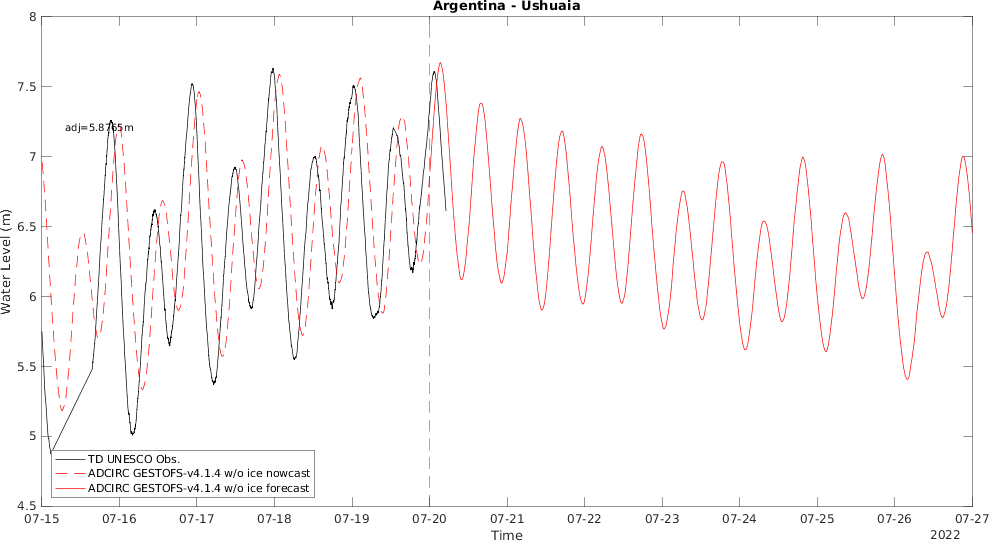 Argentina - Ushuaia
8
7.5
adj=5.8765m
7
6.5
Water Level (m)
6
5.5
5
TD UNESCO Obs.
ADCIRC GESTOFS-v4.1.4 w/o ice nowcast
ADCIRC GESTOFS-v4.1.4 w/o ice forecast
4.5
07-15 07-16 07-17 07-18 07-19 07-20 07-21 07-22 07-23 07-24 07-25 07-26 07-27
Time
2022